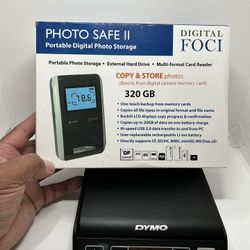 PHOTO SAFE II
Portable Digital Photo Storage
DIGITAL
FOCI
Portable Photo Storage • External Hard Drive • Multi-format Card Reader
COPY & STORE photos
directly from digital camera memory cards
320 GB
• One-touch backup from memory cards
• Copies all file types in original format and file name
• Backlit LCD displays copy progress & confirmation
• Copies up to 20GB of data on one battery charge
• Hi-speed USB 2.0 data transfer to and from PC
• User-replaceable rechargeable Li-Ion battery
• Directly supports CF, SD/HC, MMC, miniSD, MS/Duo, xD
78.6
DYMO